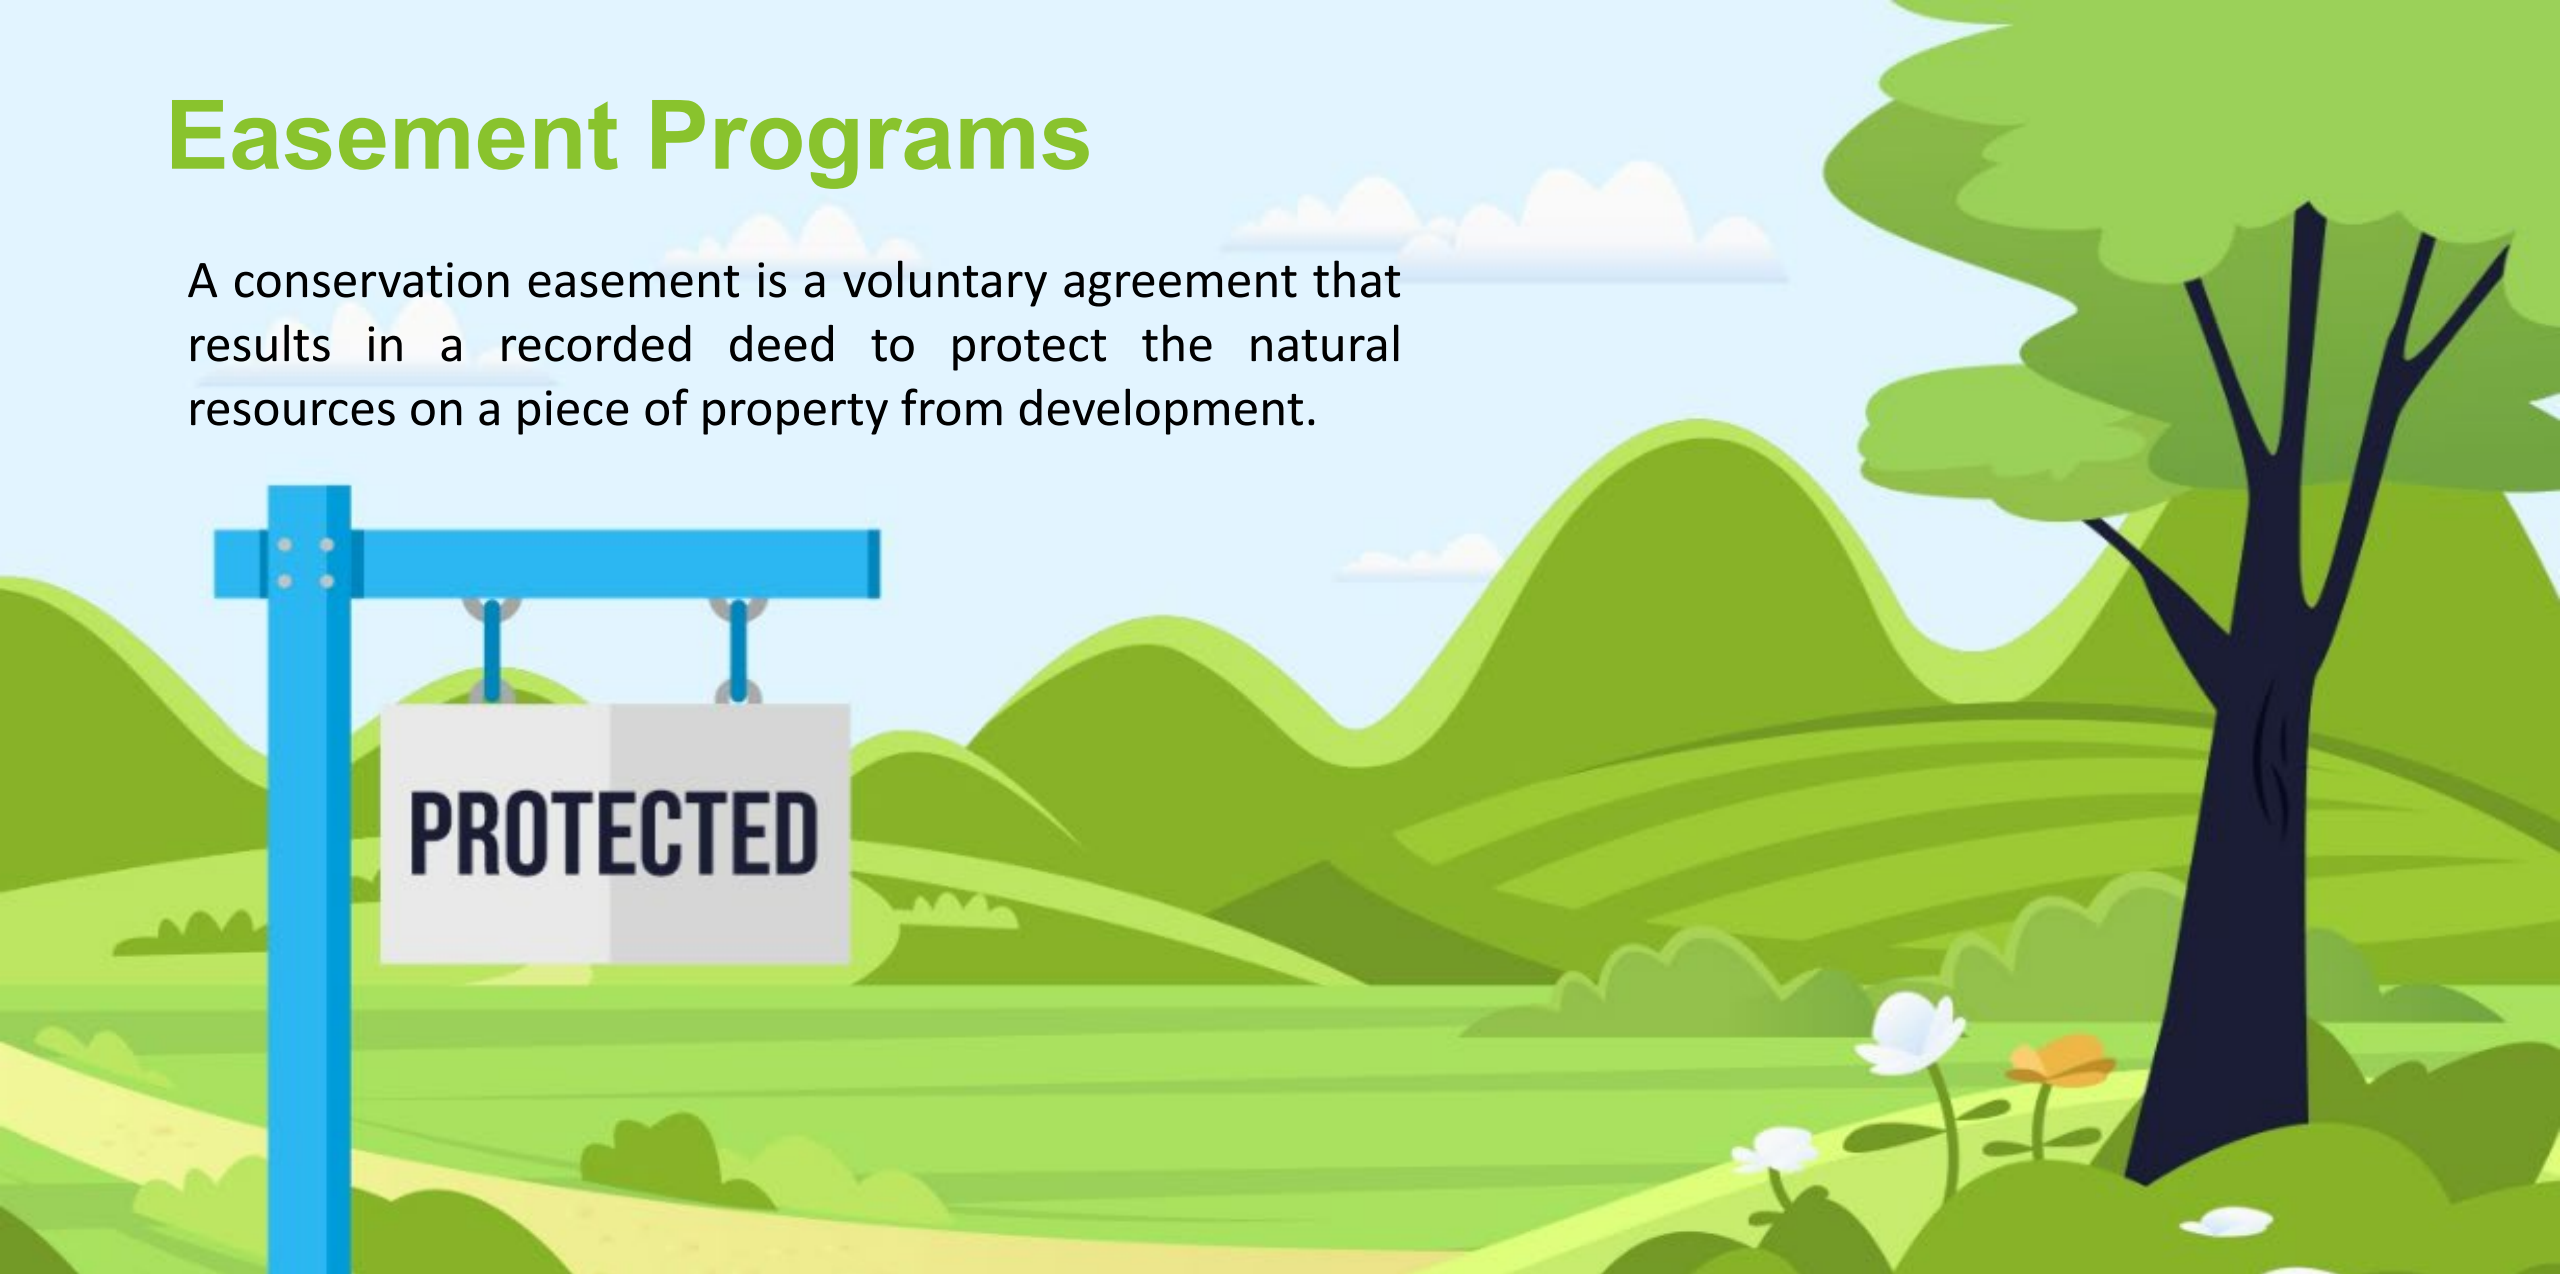 Easement Programs
A conservation easement is a voluntary agreement that
results in a recorded deed to protect the natural
resources on a piece of property from development.
PROTECTED